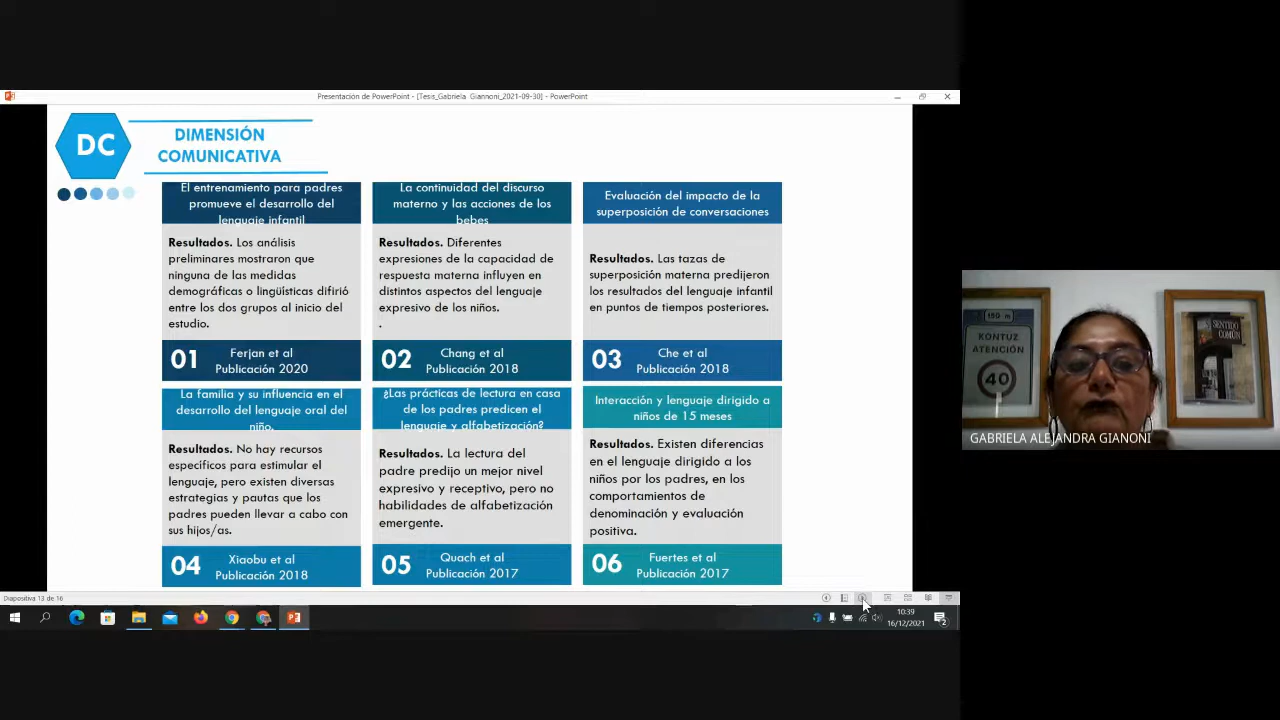 Presentación de PowerPoint - [Tesis_Gabriela Giannoni_2021-09-30] - PowerPoint
DC
DIMENSIÓN
COMUNICATIVA
El entrenamiento para padres
promueve el desarrollo del
lenguaje infantil
Resultados. Los análisis
preliminares mostraron que
ninguna de las medidas
demográficas o lingüísticas difirió
entre los dos grupos al inicio del
estudio.
01
Ferjan et al
Publicación 2020
La continuidad del discurso
materno y las acciones de los
bebes
Resultados. Diferentes
expresiones de la capacidad de
respuesta materna influyen en
distintos aspectos del lenguaje
expresivo de los niños.
.
02
Chang et al
Publicación 2018
Evaluación del impacto de la
superposición de conversaciones
Resultados. Las tazas de
superposición materna predijeron
los resultados del lenguaje infantil
en puntos de tiempos posteriores.
03
Che et al
Publicación 2018
La familia y su influencia en el
desarrollo del lenguaje oral del
niño.
Resultados. No hay recursos
específicos para estimular el
lenguaje, pero existen diversas
estrategias y pautas que los
padres pueden llevar a cabo con
sus hijos/as.
04
Xiaobu et al
Publicación 2018
¿Las prácticas de lectura en casa
de los padres predicen el
lenguaje y alfabetización?
Resultados. La lectura del
padre predijo un mejor nivel
expresivo y receptivo, pero no
habilidades de alfabetización
emergente.
05
Quach et al
Publicación 2017
Interacción y lenguaje dirigido a
niños de 15 meses
Resultados. Existen diferencias
en el lenguaje dirigido a los
niños por los padres, en los
comportamientos de
denominación y evaluación
positiva.
06
Fuertes et al
Publicación 2017
Diapositiva 13 de 16
10:39
16/12/2021
2
KONTUZ
ATENCIÓN
40
SENTIDO
COMÚN
GABRIELA ALEJANDRA GIANONI